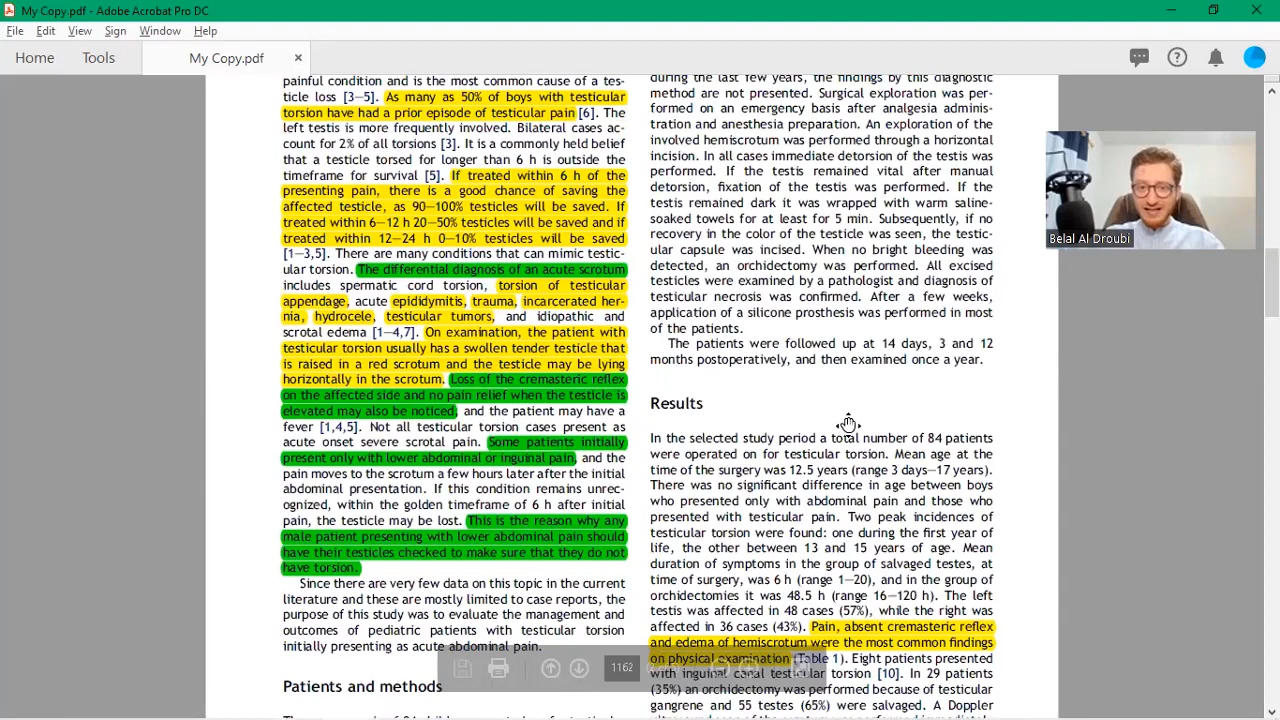 My Copy.pdf - Adobe Acrobat Pro DC
File Edit View Sign Window Help
Home Tools My Copy.pdf ×
painful condition and is the most common cause of a tes-
ticle loss [3–5]. As many as 50% of boys with testicular
torsion have had a prior episode of testicular pain [6]. The
left testis is more frequently involved. Bilateral cases ac-
count for 2% of all torsions [3]. It is a commonly held belief
that a testicle torsed for longer than 6 h is outside the
timeframe for survival [5]. If treated within 6 h of the
presenting pain, there is a good chance of saving the
affected testicle, as 90–100% testicles will be saved. If
treated within 6–12 h 20–50% testicles will be saved and if
treated within 12–24 h 0–10% testicles will be saved
[1–3,5]. There are many conditions that can mimic testic-
ular torsion. The differential diagnosis of an acute scrotum
includes spermatic cord torsion, torsion of testicular
appendage, acute epididymitis, trauma, incarcerated her-
nia, hydrocele, testicular tumors, and idiopathic and
scrotal edema [1–4,7]. On examination, the patient with
testicular torsion usually has a swollen tender testicle that
is raised in a red scrotum and the testicle may be lying
horizontally in the scrotum. Loss of the cremasteric reflex
on the affected side and no pain relief when the testicle is
elevated may also be noticed, and the patient may have a
fever [1,4,5]. Not all testicular torsion cases present as
acute onset severe scrotal pain. Some patients initially
present only with lower abdominal or inguinal pain, and the
pain moves to the scrotum a few hours later after the initial
abdominal presentation. If this condition remains unrec-
ognized, within the golden timeframe of 6 h after initial
pain, the testicle may be lost. This is the reason why any
male patient presenting with lower abdominal pain should
have their testicles checked to make sure that they do not
have torsion.
Since there are very few data on this topic in the current
literature and these are mostly limited to case reports, the
purpose of this study was to evaluate the management and
outcomes of pediatric patients with testicular torsion
initially presenting as acute abdominal pain.
Patients and methods
during the last few years, the findings by this diagnostic
method are not presented. Surgical exploration was per-
formed on an emergency basis after analgesia adminis-
tration and anesthesia preparation. An exploration of the
involved hemiscrotum was performed through a horizontal
incision. In all cases immediate detorsion of the testis was
performed. If the testis remained vital after manual
detorsion, fixation of the testis was performed. If the
testis remained dark it was wrapped with warm saline-
soaked towels for at least for 5 min. Subsequently, if no
recovery in the color of the testicle was seen, the testic-
ular capsule was incised. When no bright bleeding was
detected, an orchidectomy was performed. All excised
testicles were examined by a pathologist and diagnosis of
testicular necrosis was confirmed. After a few weeks,
application of a silicone prosthesis was performed in most
of the patients.
The patients were followed up at 14 days, 3 and 12
months postoperatively, and then examined once a year.
Results
In the selected study period a total number of 84 patients
were operated on for testicular torsion. Mean age at the
time of the surgery was 12.5 years (range 3 days–17 years).
There was no significant difference in age between boys
who presented only with abdominal pain and those who
presented with testicular pain. Two peak incidences of
testicular torsion were found: one during the first year of
life, the other between 13 and 15 years of age. Mean
duration of symptoms in the group of salvaged testes, at
time of surgery, was 6 h (range 1–20), and in the group of
orchidectomies it was 48.5 h (range 16–120 h). The left
testis was affected in 48 cases (57%), while the right was
affected in 36 cases (43%). Pain, absent cremasteric reflex
and edema of hemiscrotum were the most common findings
on physical examination (Table 1). Eight patients presented
with inguinal canal testicular torsion [10]. In 29 patients
(35%) an orchidectomy was performed because of testicular
gangrene and 55 testes (65%) were salvaged. A Doppler
1162
Belal Al Droubi